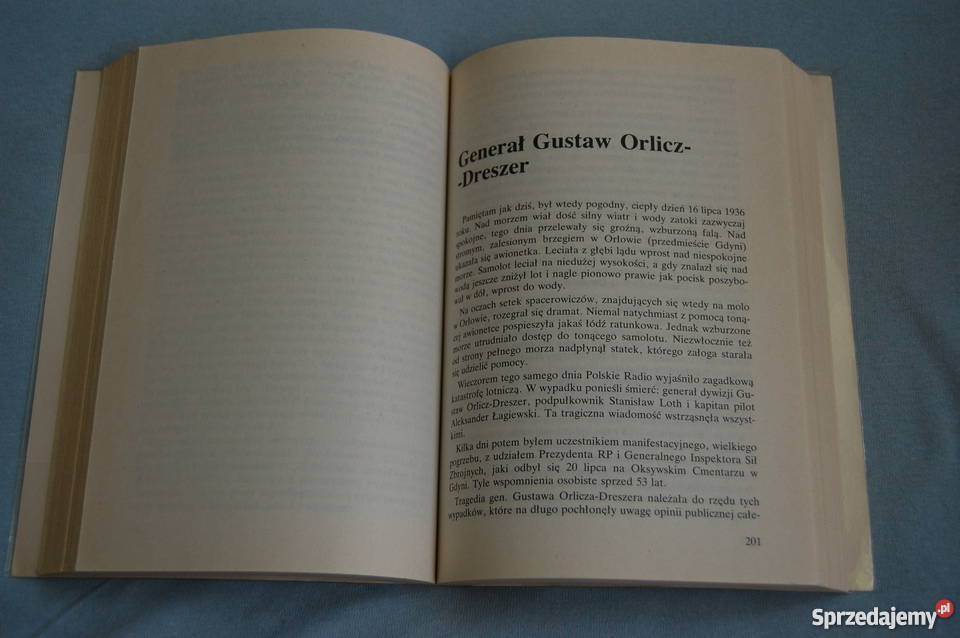 Generał Gustaw Orlicz-
-Dreszer
Pamiętam jak dziś, był wtedy pogodny, ciepły dzień 16 lipca 1936
roku. Nad morzem wiał dość silny wiatr i wody zatoki zazwyczaj
spokojne, tego dnia przelewały się groźną, wzburzoną falą. Nad
stromym, zalesionym brzegiem w Orłowie (przedmieście Gdyni)
ukazała się awionetka. Leciała z głębi lądu wprost nad niespokojne
morze. Samolot leciał na niedużej wysokości, a gdy znalazł się nad
wodą jeszcze zniżył lot i nagle pionowo prawie jak pocisk poszybo-
wał w dół, wprost do wody.
Na oczach setek spacerowiczów, znajdujących się wtedy na molo
w Orłowie, rozegrał się dramat. Niemal natychmiast z pomocą toną-
cej awionetce pospieszyła jakaś łódź ratunkowa. Jednak wzburzone
morze utrudniało dostęp do tonącego samolotu. Niezwłocznie też
od strony pełnego morza nadpłynął statek, którego załoga starała
się udzielić pomocy.
Wieczorem tego samego dnia Polskie Radio wyjaśniło zagadkową
katastrofę lotniczą. W wypadku ponieśli śmierć: generał dywizji Gu-
staw Orlicz-Dreszer, podpułkownik Stanisław Loth i kapitan pilot
Aleksander Łagiewski. Ta tragiczna wiadomość wstrząsnęła wszyst-
kimi.
Kilka dni potem byłem uczestnikiem manifestacyjnego, wielkiego
pogrzebu, z udziałem Prezydenta RP i Generalnego Inspektora Sił
Zbrojnych, jaki odbył się 20 lipca na Oksywskim Cmentarzu w
Gdyni. Tyle wspomnienia osobiste sprzed 53 lat.
Tragedia gen. Gustawa Orlicza-Dreszera należała do rzędu tych
wypadków, które na długo pochłonęły uwagę opinii publicznej całe-
201
Sprzedajemy.pl